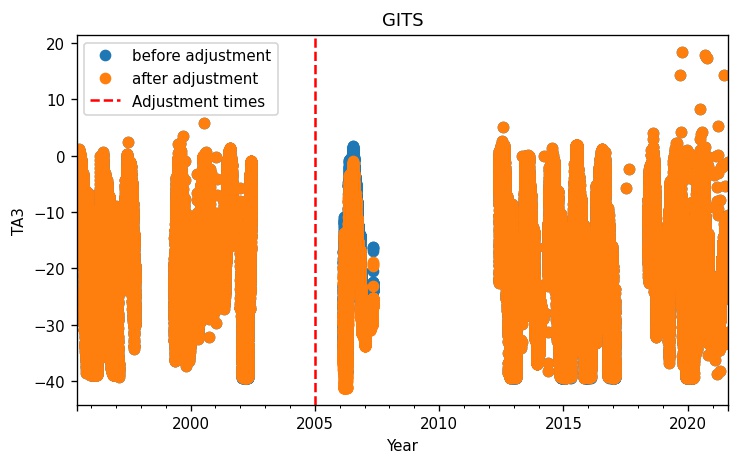 GITS
before adjustment
after adjustment
Adjustment times
TA3
20
10
0
−10
−20
−30
−40
2000
2005
2010
2015
2020
Year